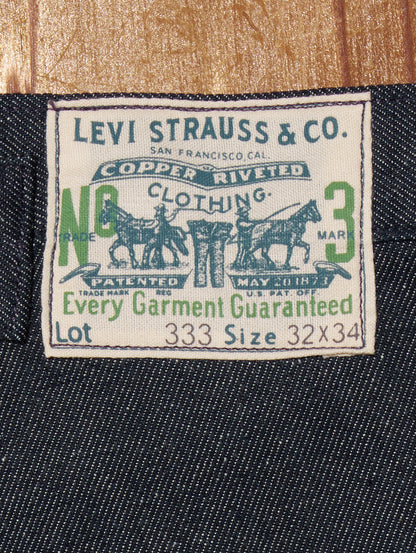 LEVI STRAUSS & CO.
SAN FRANCISCO, CAL.
COPPER RIVETED
CLOTHING.
No 3
TRADE MARK
PATENTED MAY 20 1873
TRADE MARK REG U.S. PAT. OFF
Every Garment Guaranteed
Lot 333 Size 32X34